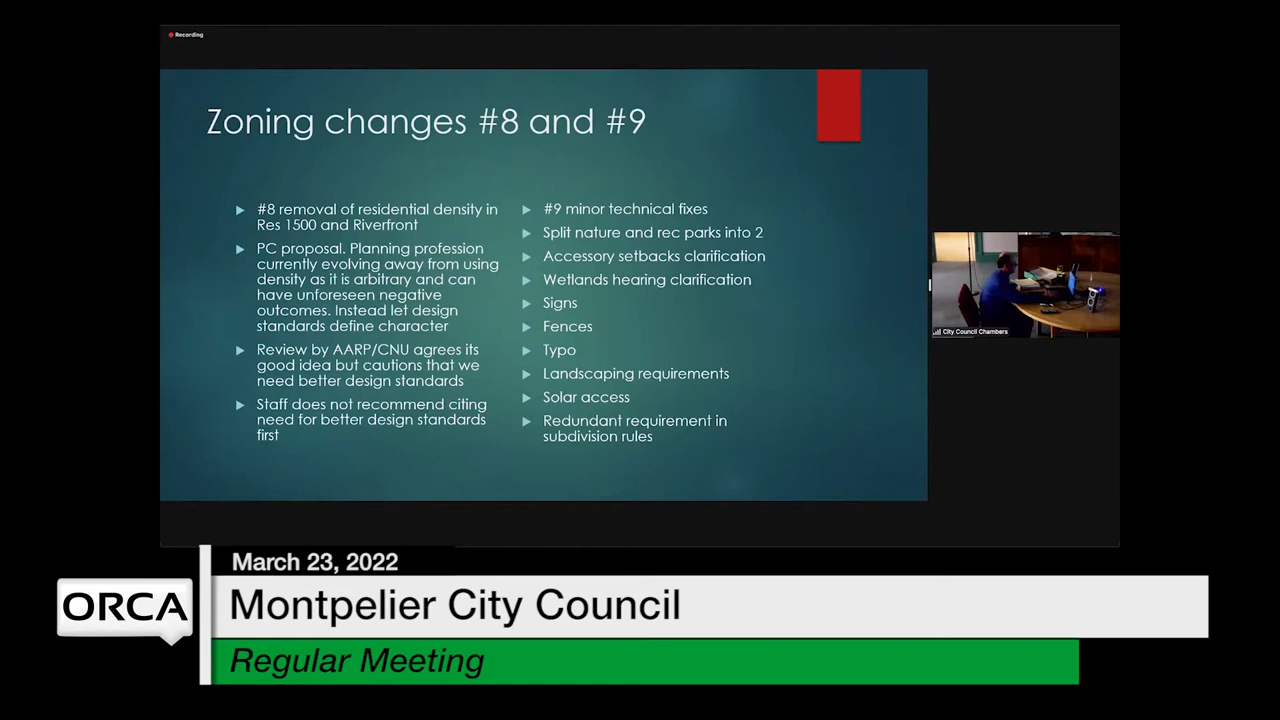 Recording
Zoning changes #8 and #9
#8 removal of residential density in
Res 1500 and Riverfront
PC proposal. Planning profession
currently evolving away from using
density as it is arbitrary and can
have unforeseen negative
outcomes. Instead let design
standards define character
Review by AARP/CNU agrees its
good idea but cautions that we
need better design standards
Staff does not recommend citing
need for better design standards
first
#9 minor technical fixes
Split nature and rec parks into 2
Accessory setbacks clarification
Wetlands hearing clarification
Signs
Fences
Typo
Landscaping requirements
Solar access
Redundant requirement in
subdivision rules
City Council Chambers
March 23, 2022
ORCA
Montpelier City Council
Regular Meeting